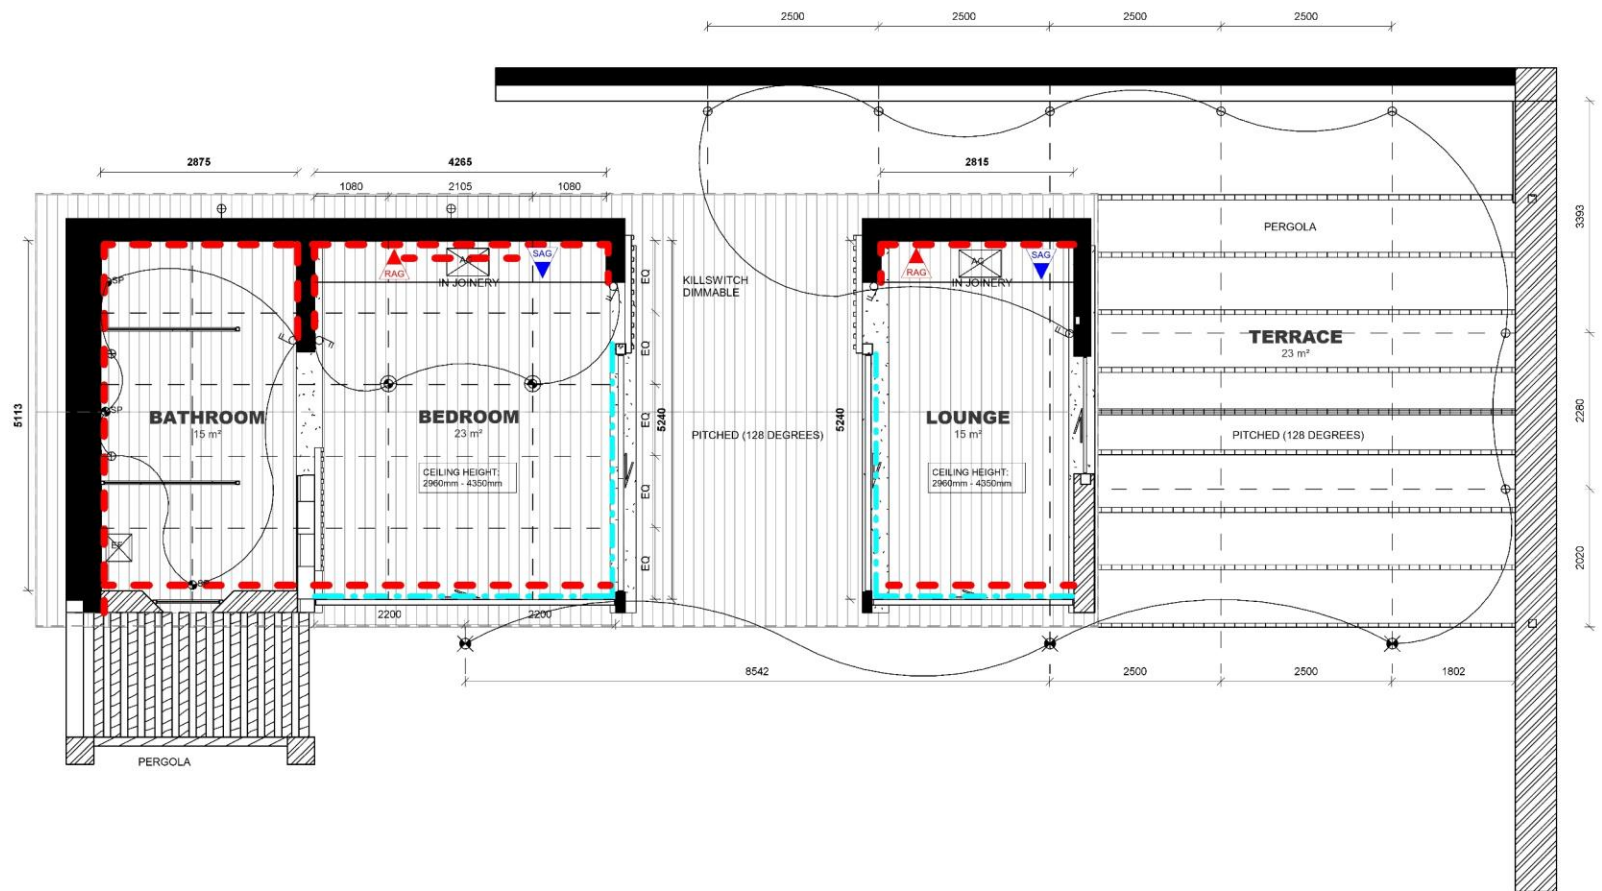 2500
2500
2500
2500
2875
4265
2815
1080
2105
1080
PERGOLA
3393
RAG
AC
SAG
IN JOINERY
EQ
KILLSWITCH
DIMMABLE
RAG
AC
SAG
IN JOINERY
SP
EQ
TERRACE
23 m²
5113
SP
BATHROOM
15 m²
BEDROOM
23 m²
EQ
5240
PITCHED (128 DEGREES)
5240
LOUNGE
15 m²
PITCHED (128 DEGREES)
2280
CEILING HEIGHT:
2960mm - 4350mm
EQ
CEILING HEIGHT:
2960mm - 4350mm
EF
EQ
2020
SP
2200
2200
8542
2500
2500
1802
PERGOLA